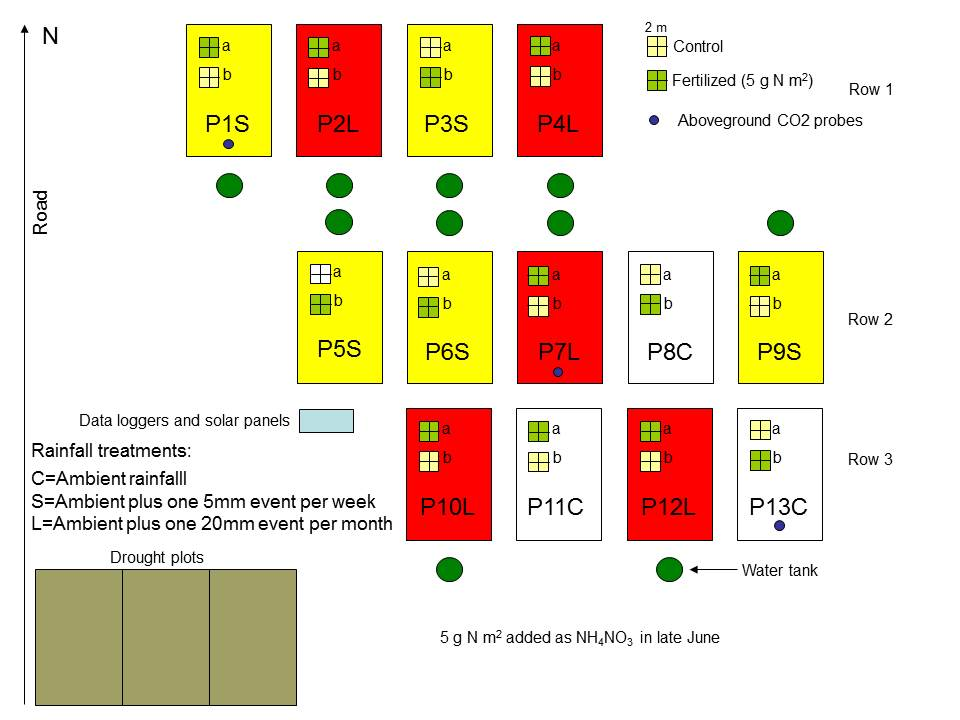 N
2 m
Control
Fertilized (5 g N m²)
Aboveground CO2 probes
Row 1
a
b
P1S
a
b
P2L
a
b
P3S
a
b
P4L
Road
a
b
P5S
a
b
P6S
a
b
P7L
a
b
P8C
a
b
P9S
Row 2
Data loggers and solar panels
Rainfall treatments:
C=Ambient rainfalll
S=Ambient plus one 5mm event per week
L=Ambient plus one 20mm event per month
a
b
P10L
a
b
P11C
a
b
P12L
a
b
P13C
Row 3
Drought plots
Water tank
5 g N m² added as NH₄NO₃ in late June